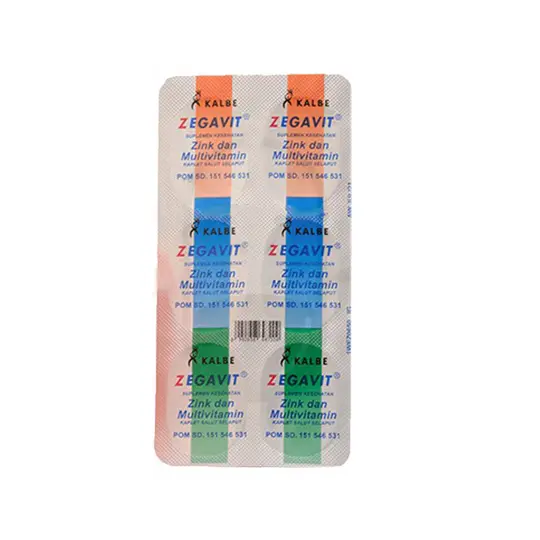 KALBE KALBE
ZEGAVIT® ZEGAVIT®
SUPLEMEN KESEHATAN SUPLEMEN KESEHATAN
Zink dan Zink dan
Multivitamin Multivitamin
KAPLET SALUT SELAPUT KAPLET SALUT SELAPUT
POM SD. 151 546 531 POM SD. 151 546 531
KALBE KALBE
ZEGAVIT® ZEGAVIT®
SUPLEMEN KESEHATAN SUPLEMEN KESEHATAN
Zink dan Zink dan
Multivitamin Multivitamin
KAPLET SALUT SELAPUT KAPLET SALUT SELAPUT
POM SD. 151 546 531 POM SD. 151 546 531
KALBE KALBE
ZEGAVIT® ZEGAVIT®
SUPLEMEN KESEHATAN SUPLEMEN KESEHATAN
Zink dan Zink dan
Multivitamin Multivitamin
KAPLET SALUT SELAPUT KAPLET SALUT SELAPUT
POM SD. 151 546 531 POM SD. 151 546 531